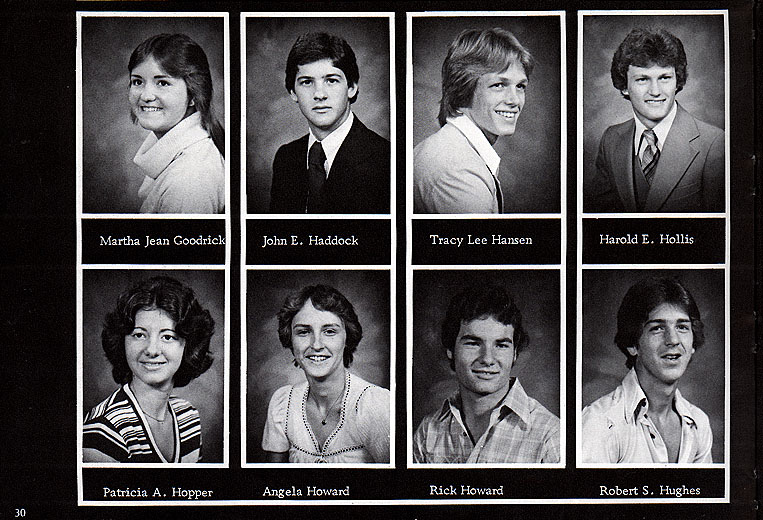 Martha Jean Goodrick
John E. Haddock
Tracy Lee Hansen
Harold E. Hollis
Patricia A. Hopper
Angela Howard
Rick Howard
Robert S. Hughes
30